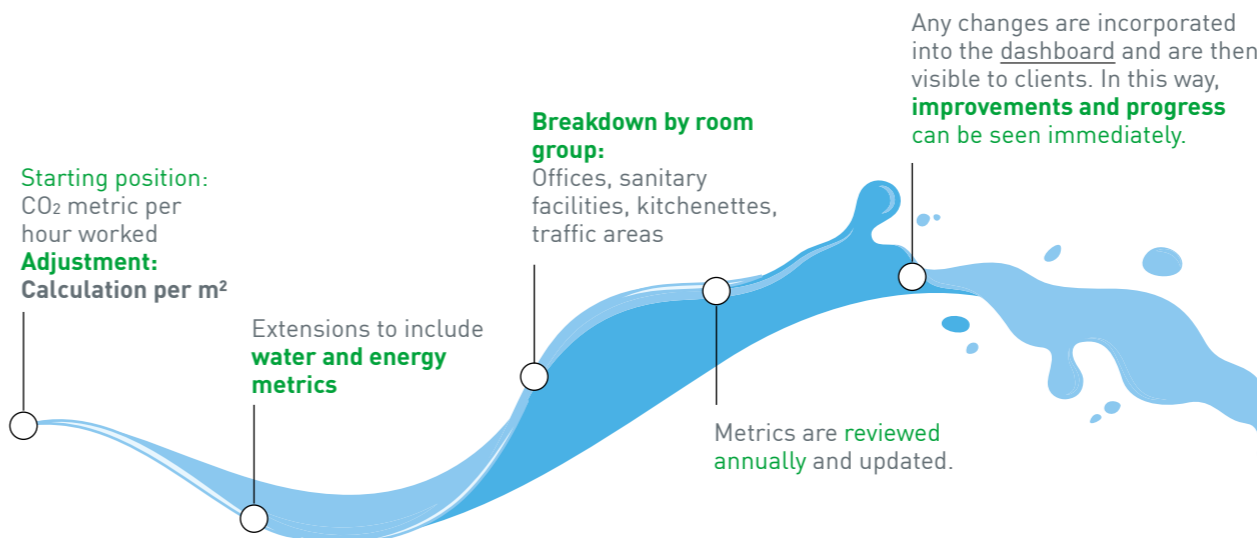 Starting position:
CO₂ metric per
hour worked
Adjustment:
Calculation per m²
Extensions to include
water and energy
metrics
Breakdown by room
group:
Offices, sanitary
facilities, kitchenettes,
traffic areas
Metrics are reviewed
annually and updated.
Any changes are incorporated
into the dashboard and are then
visible to clients. In this way,
improvements and progress
can be seen immediately.